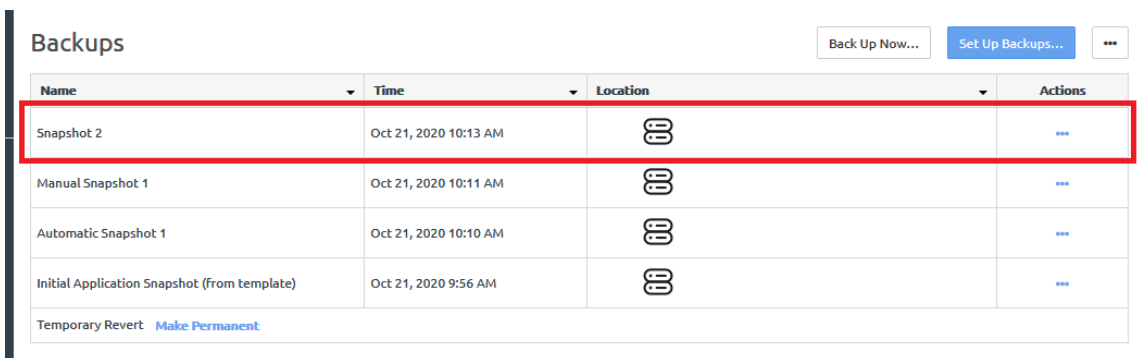 Backups
Back Up Now... Set Up Backups... •••
Name Time Location Actions
Snapshot 2 Oct 21, 2020 10:13 AM •••
Manual Snapshot 1 Oct 21, 2020 10:11 AM •••
Automatic Snapshot 1 Oct 21, 2020 10:10 AM •••
Initial Application Snapshot (from template) Oct 21, 2020 9:56 AM •••
Temporary Revert Make Permanent